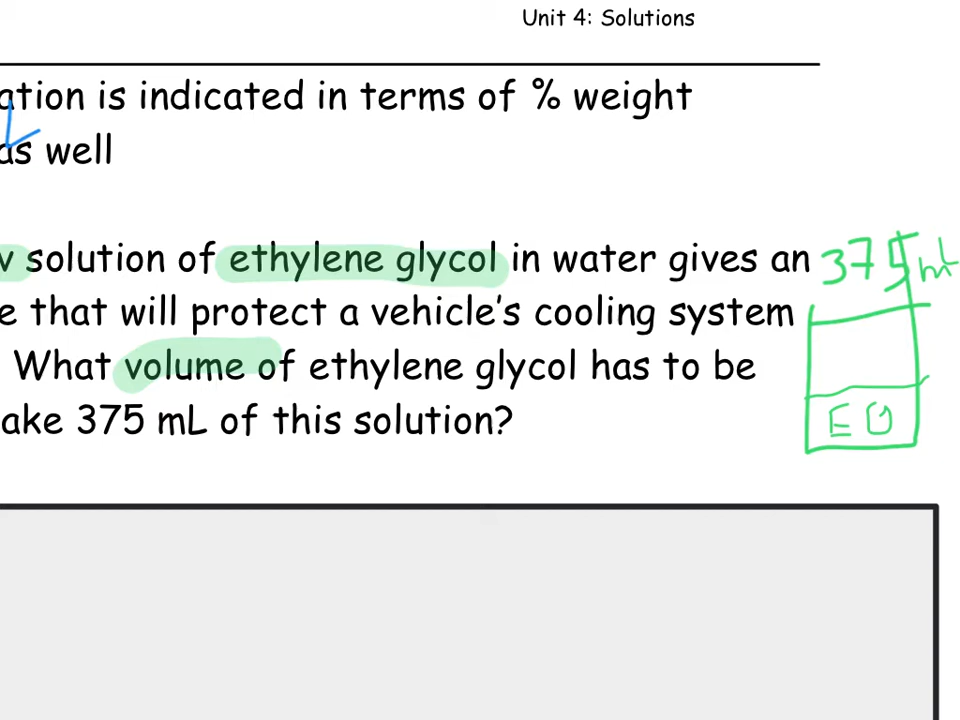 Unit 4: Solutions
ation is indicated in terms of % weight
as well
v solution of ethylene glycol in water gives an
375 mL
e that will protect a vehicle's cooling system
What volume of ethylene glycol has to be
ake 375 mL of this solution?